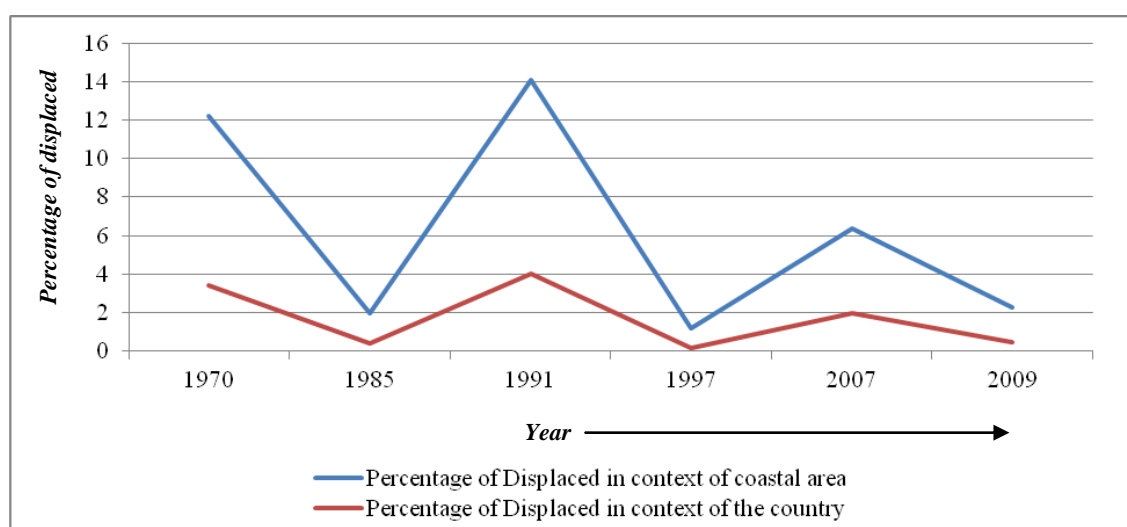 16
14
12
10
8
6
4
2
0
Percentage of displaced
1970 1985 1991 1997 2007 2009
Year
Percentage of Displaced in context of coastal area
Percentage of Displaced in context of the country